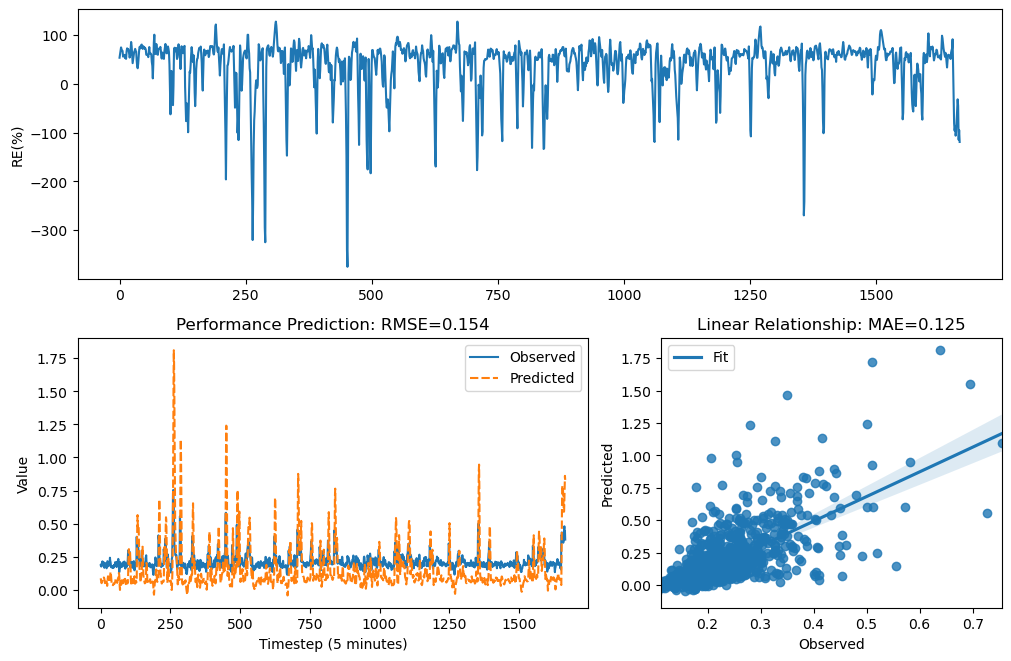 100
0
−100
−200
−300
RE(%)
0 250 500 750 1000 1250 1500
Performance Prediction: RMSE=0.154
1.75
1.50
1.25
1.00
0.75
0.50
0.25
0.00
Value
Observed
Predicted
0 250 500 750 1000 1250 1500
Timestep (5 minutes)
Linear Relationship: MAE=0.125
1.75
1.50
1.25
1.00
0.75
0.50
0.25
0.00
Predicted
Fit
0.2 0.3 0.4 0.5 0.6 0.7
Observed